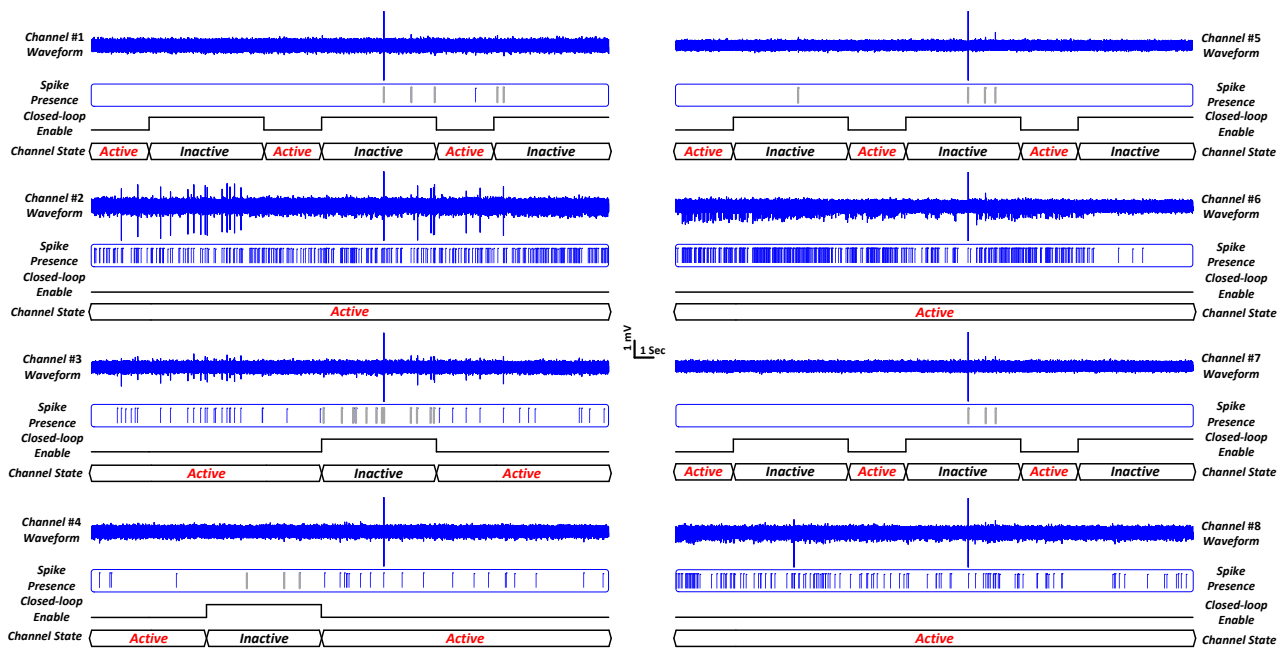 Channel #1
Waveform
Spike
Presence
Closed-loop
Enable
Channel State Active Inactive Active Inactive Active Inactive
Channel #2
Waveform
Spike
Presence
Closed-loop
Enable
Channel State Active
Channel #3
Waveform
Spike
Presence
Closed-loop
Enable
Channel State Active Inactive Active
Channel #4
Waveform
Spike
Presence
Closed-loop
Enable
Channel State Active Inactive Active
1 mV
1 Sec
Channel #5
Waveform
Spike
Presence
Closed-loop
Enable
Active Inactive Active Inactive Active Inactive Channel State
Channel #6
Waveform
Spike
Presence
Closed-loop
Enable
Active Channel State
Channel #7
Waveform
Spike
Presence
Closed-loop
Enable
Active Inactive Active Inactive Active Inactive Channel State
Channel #8
Waveform
Spike
Presence
Closed-loop
Enable
Active Channel State